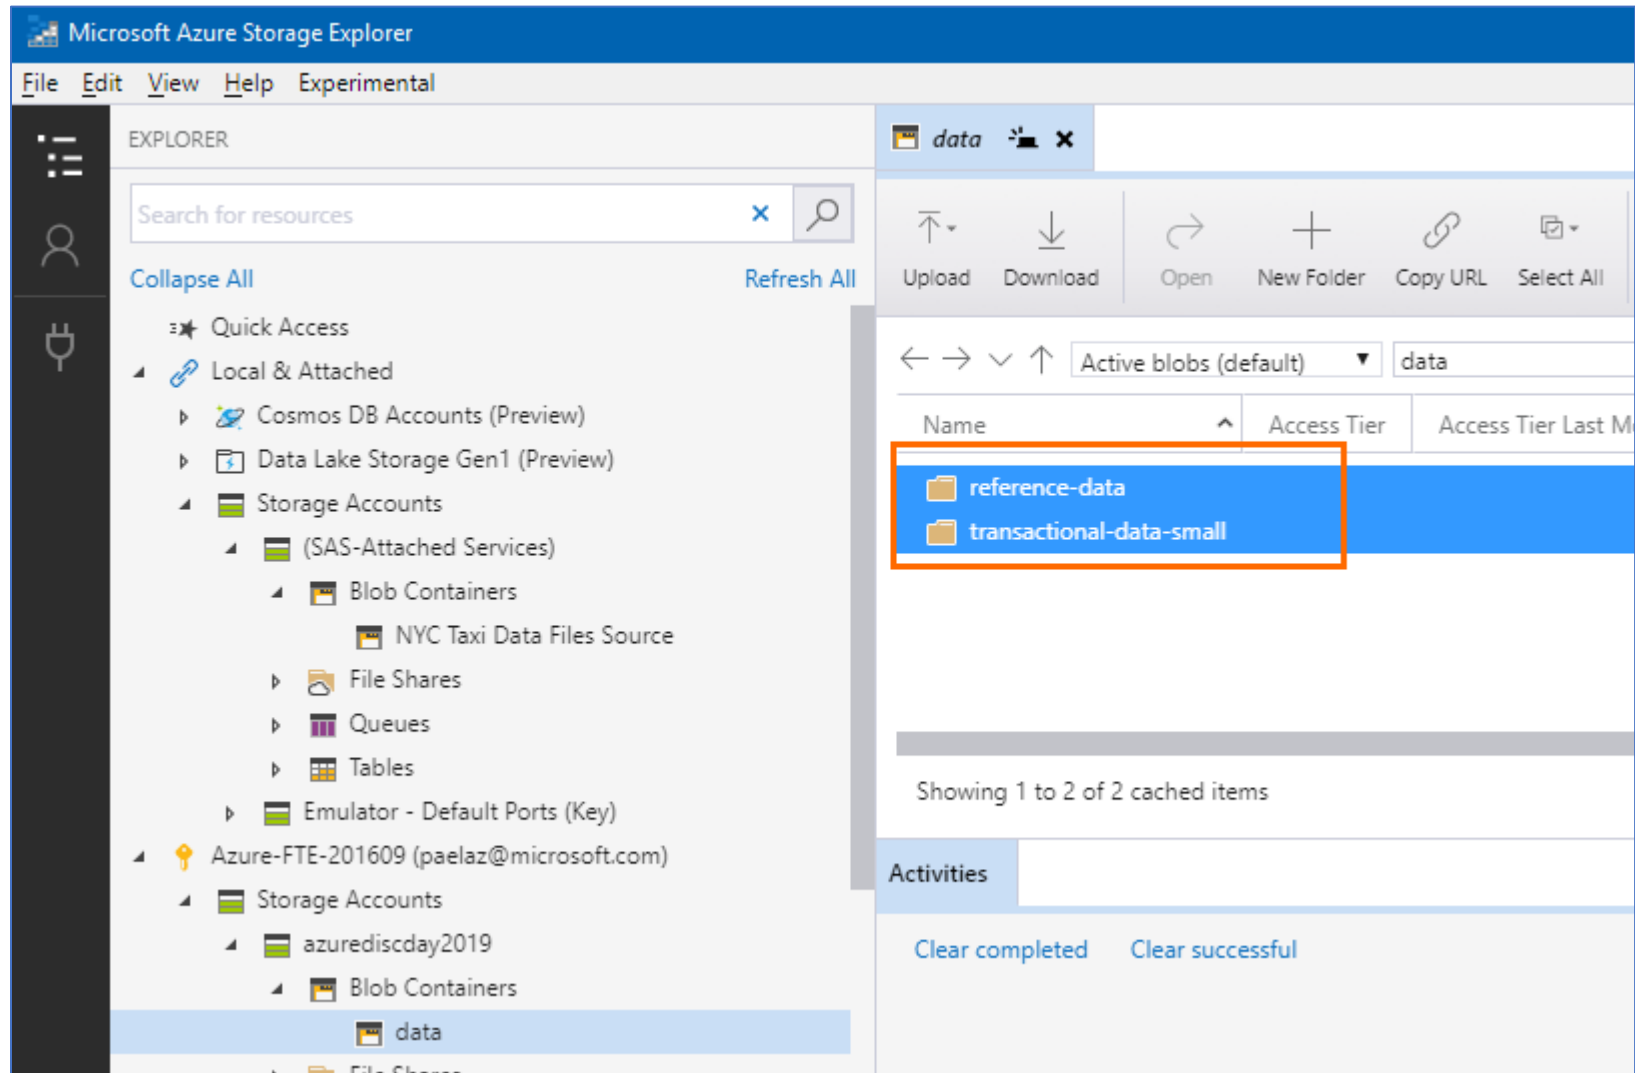 Microsoft Azure Storage Explorer
File Edit View Help Experimental
EXPLORER
Search for resources
Collapse All Refresh All
Quick Access
Local & Attached
Cosmos DB Accounts (Preview)
Data Lake Storage Gen1 (Preview)
Storage Accounts
(SAS-Attached Services)
Blob Containers
NYC Taxi Data Files Source
File Shares
Queues
Tables
Emulator - Default Ports (Key)
Azure-FTE-201609 (paelaz@microsoft.com)
Storage Accounts
azurediscday2019
Blob Containers
data
File Shares
data
Upload Download Open New Folder Copy URL Select All
Active blobs (default) data
Name Access Tier Access Tier Last M
reference-data
transactional-data-small
Showing 1 to 2 of 2 cached items
Activities
Clear completed Clear successful